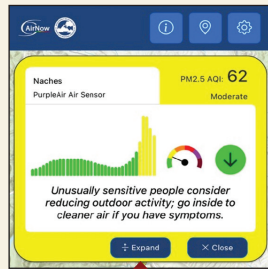 AirNow
Naches
PurpleAir Air Sensor
PM2.5 AQI: 62
Moderate
Unusually sensitive people consider
reducing outdoor activity; go inside to
cleaner air if you have symptoms.
Expand
Close